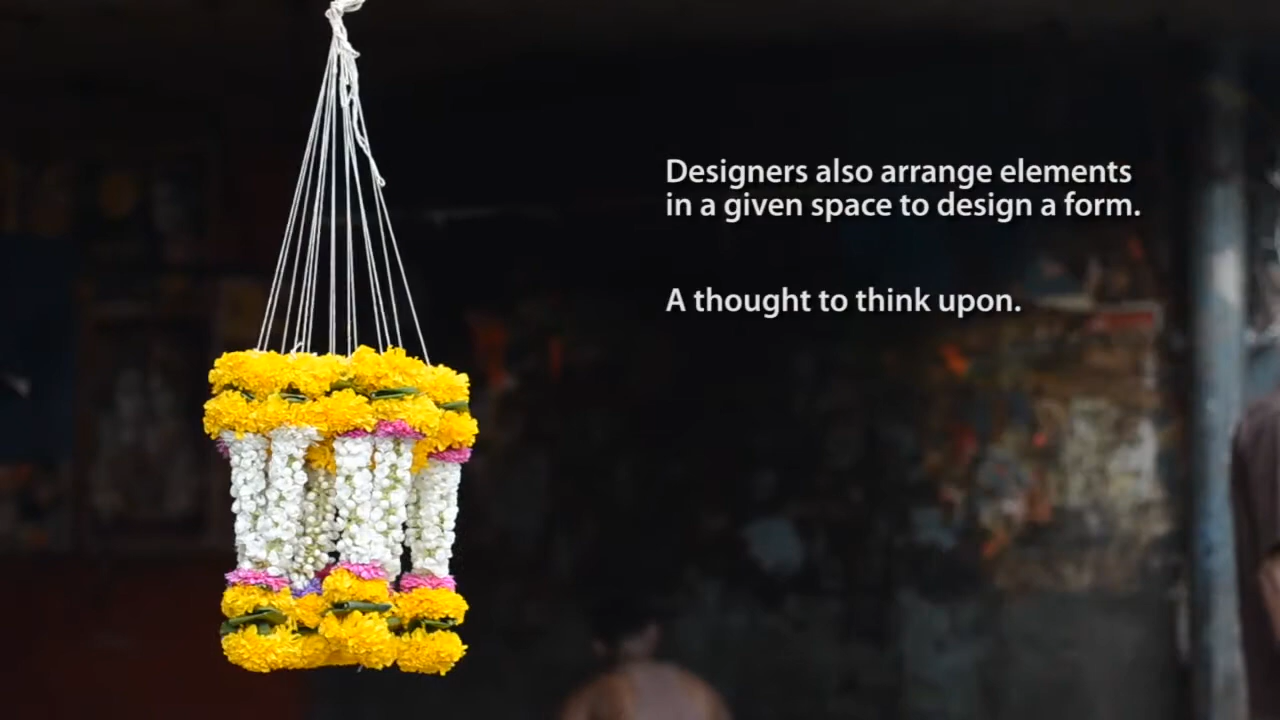 Designers also arrange elements
in a given space to design a form.
A thought to think upon.